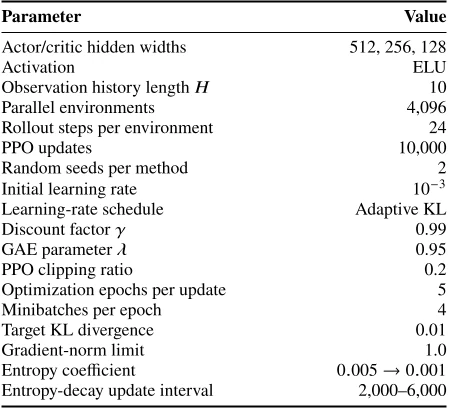 Parameter Value
Actor/critic hidden widths 512, 256, 128
Activation ELU
Observation history length H 10
Parallel environments 4,096
Rollout steps per environment 24
PPO updates 10,000
Random seeds per method 2
Initial learning rate 10⁻³
Learning-rate schedule Adaptive KL
Discount factor γ 0.99
GAE parameter λ 0.95
PPO clipping ratio 0.2
Optimization epochs per update 5
Minibatches per epoch 4
Target KL divergence 0.01
Gradient-norm limit 1.0
Entropy coefficient 0.005 → 0.001
Entropy-decay update interval 2,000–6,000